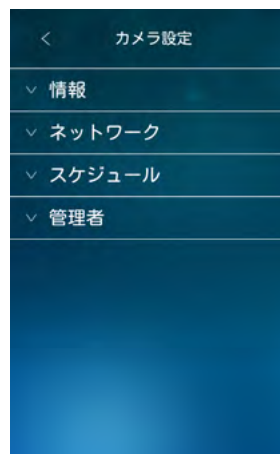 カメラ設定
情報
ネットワーク
スケジュール
管理者